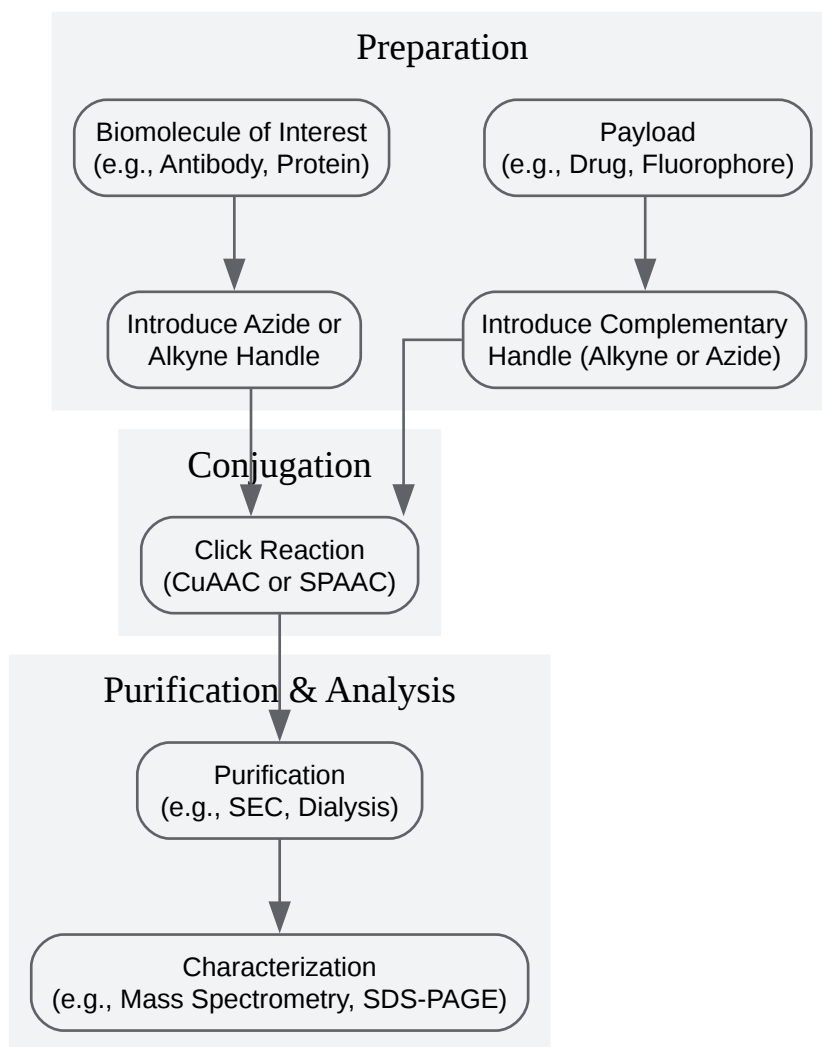 Preparation
Biomolecule of Interest
(e.g., Antibody, Protein)
Payload
(e.g., Drug, Fluorophore)
Introduce Azide or
Alkyne Handle
Introduce Complementary
Handle (Alkyne or Azide)
Conjugation
Click Reaction
(CuAAC or SPAAC)
Purification & Analysis
Purification
(e.g., SEC, Dialysis)
Characterization
(e.g., Mass Spectrometry, SDS-PAGE)